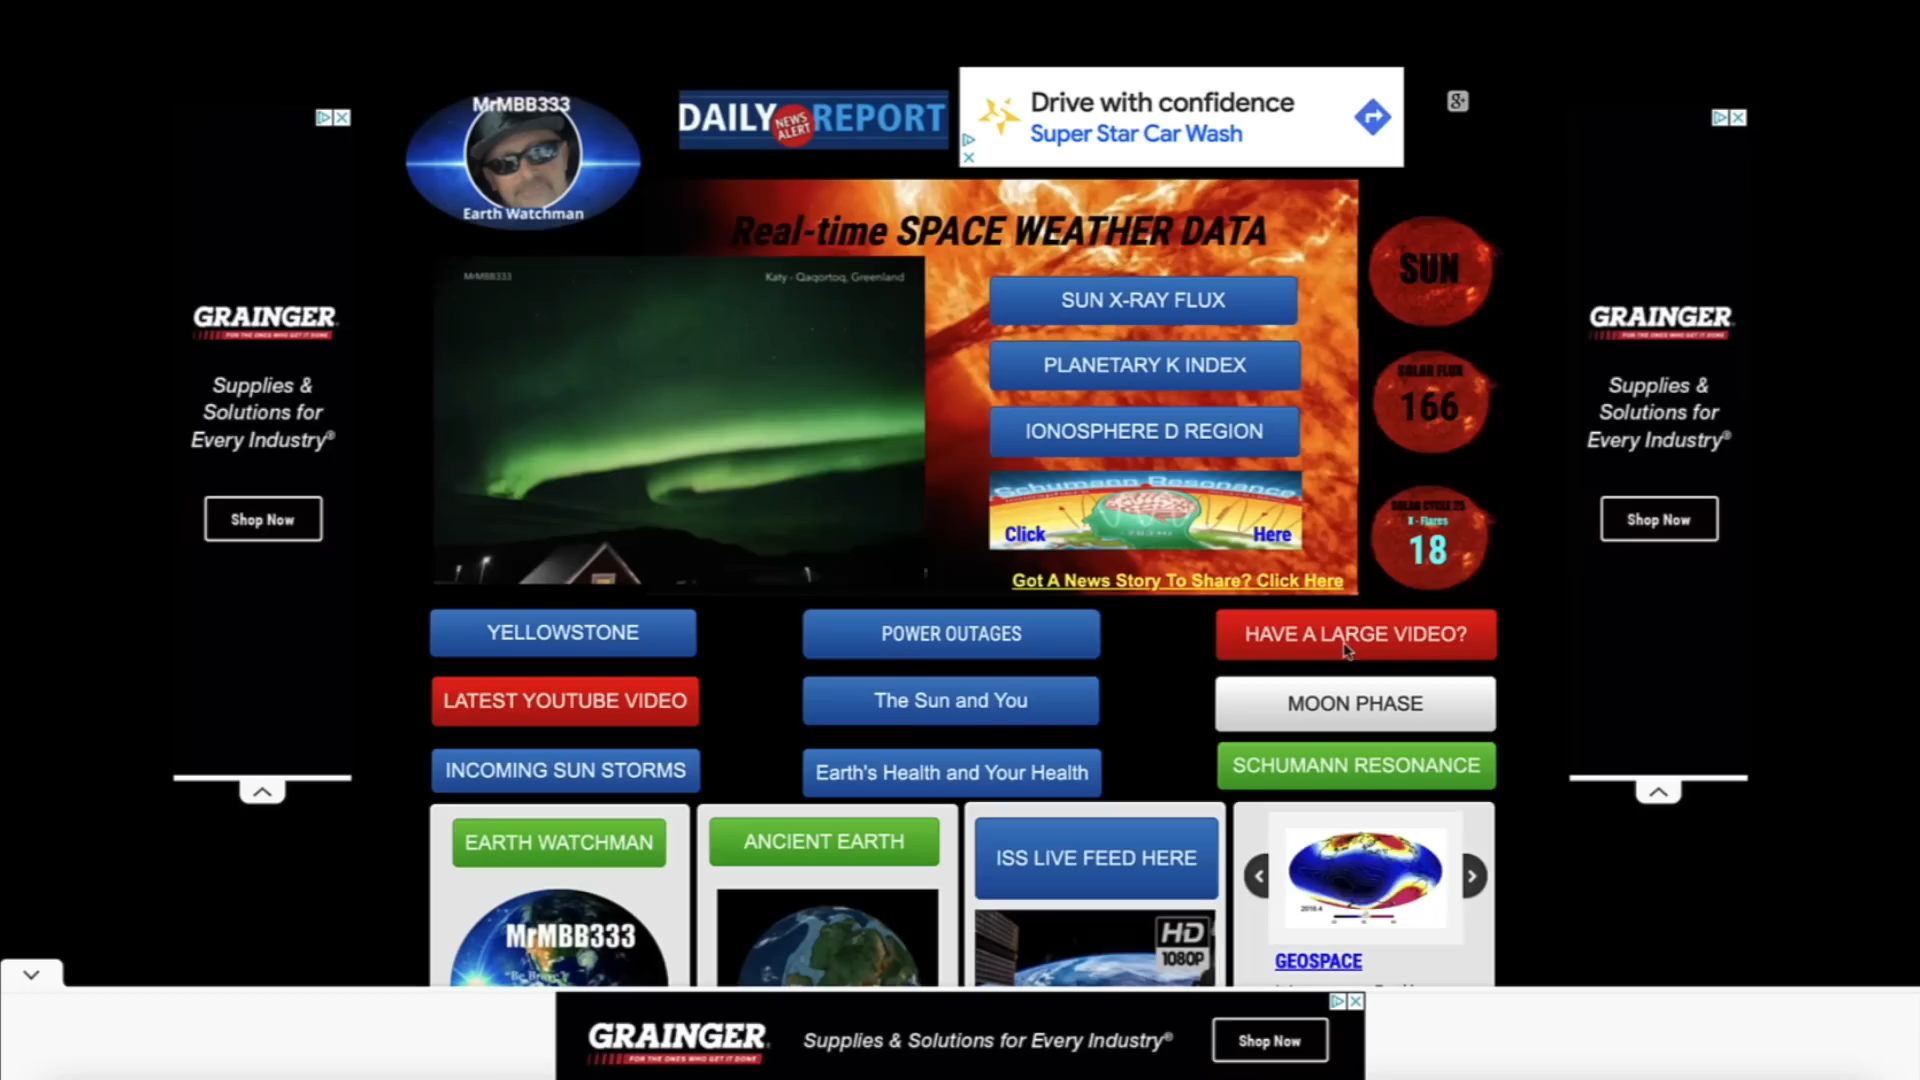 MrMBB333
Earth Watchman
DAILY NEWS ALERT REPORT
Drive with confidence
Super Star Car Wash
GRAINGER
FOR THE ONES WHO GET IT DONE
Supplies &
Solutions for
Every Industry®
Shop Now
Real-time SPACE WEATHER DATA
MrMBB333
Katy - Qaqortoq, Greenland
SUN X-RAY FLUX
PLANETARY K INDEX
IONOSPHERE D REGION
Schumann Resonance
Click Here
Got A News Story To Share? Click Here
SUN
SOLAR FLUX
166
SOLAR CYCLE 25
X - Flares
18
GRAINGER
FOR THE ONES WHO GET IT DONE
Supplies &
Solutions for
Every Industry®
Shop Now
YELLOWSTONE
POWER OUTAGES
HAVE A LARGE VIDEO?
LATEST YOUTUBE VIDEO
The Sun and You
MOON PHASE
INCOMING SUN STORMS
Earth's Health and Your Health
SCHUMANN RESONANCE
EARTH WATCHMAN
ANCIENT EARTH
ISS LIVE FEED HERE
MrMBB333
"Be Brave"
HD
1080P
2016.4
GEOSPACE
GRAINGER
FOR THE ONES WHO GET IT DONE
Supplies & Solutions for Every Industry®
Shop Now